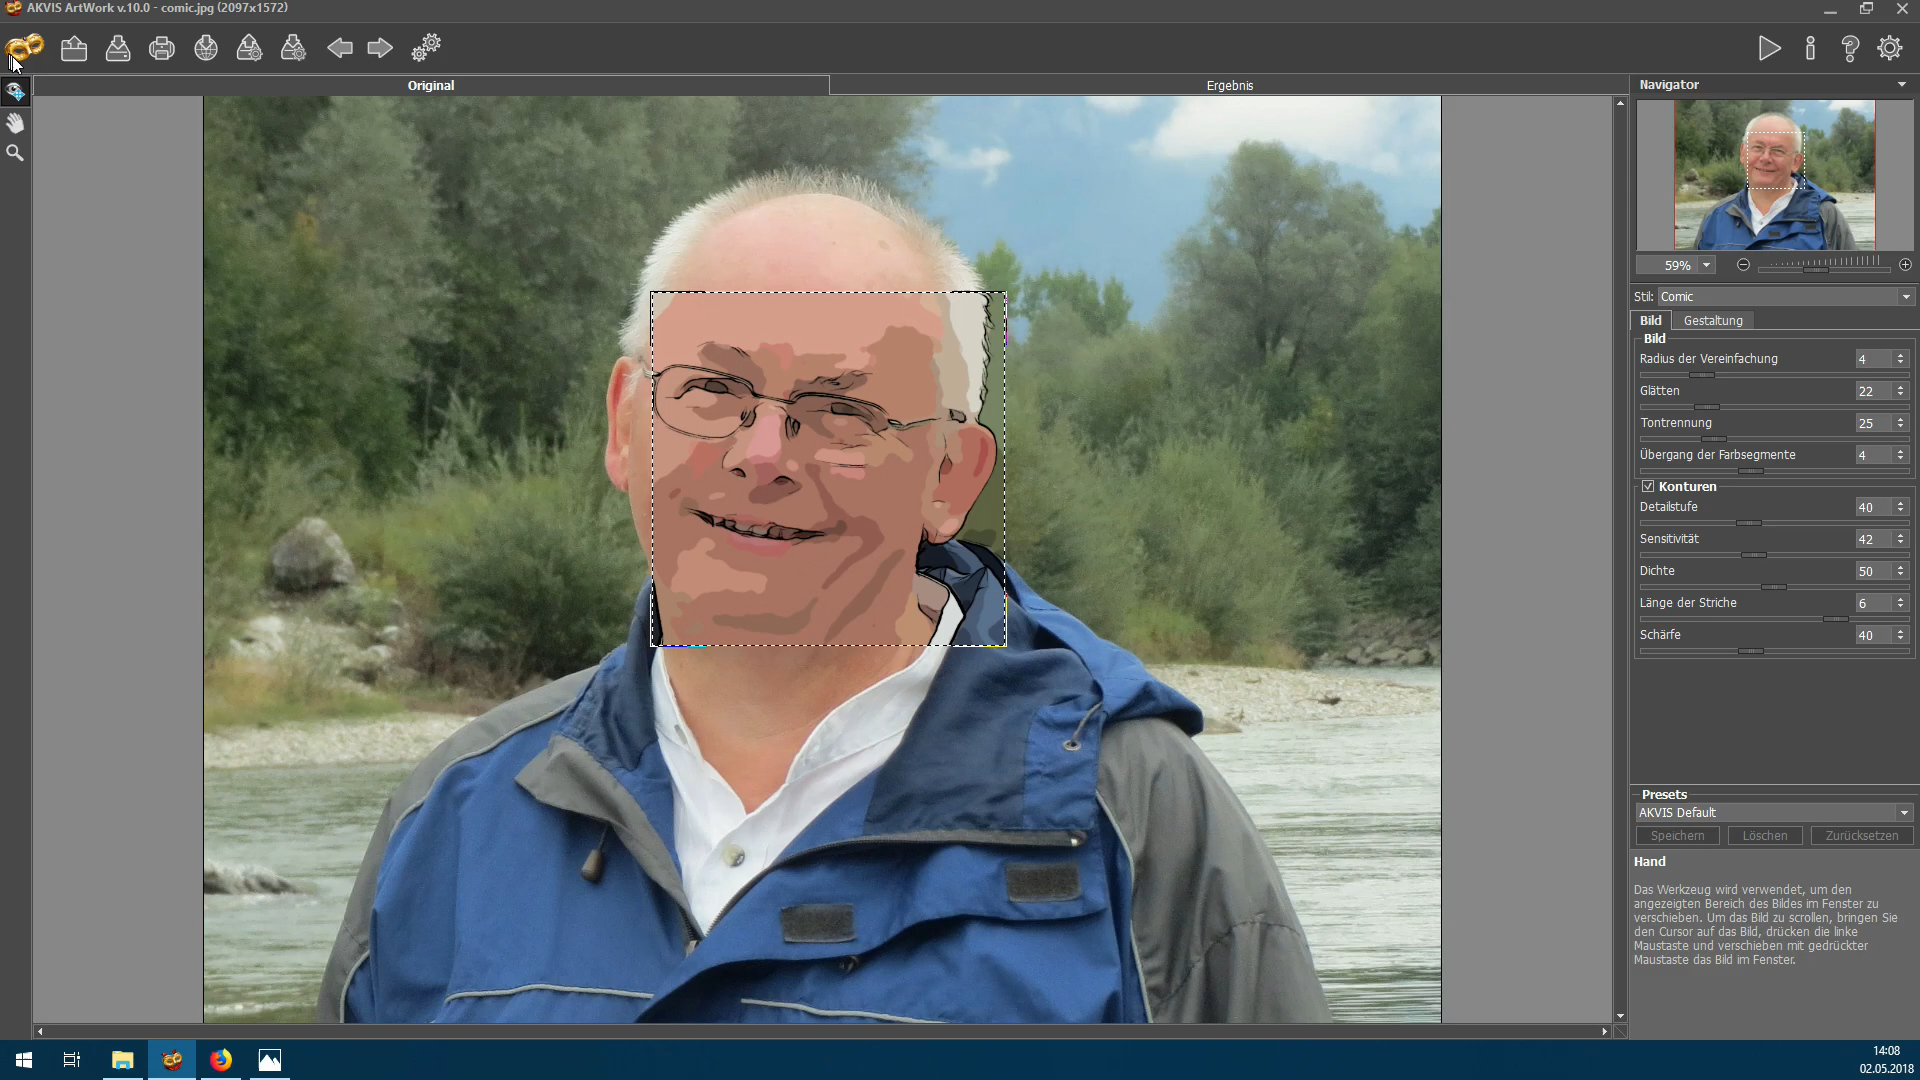 AKVIS ArtWork v.10.0 - comic.jpg (2097x1572)
Original
Ergebnis
Navigator
59%
Stil: Comic
Bild Gestaltung
Bild
Radius der Vereinfachung 4
Glätten 22
Tontrennung 25
Übergang der Farbsegmente 4
Konturen
Detailstufe 40
Sensitivität 42
Dichte 50
Länge der Striche 6
Schärfe 40
Presets
AKVIS Default
Speichern Löschen Zurücksetzen
Hand
Das Werkzeug wird verwendet, um den
angezeigten Bereich des Bildes im Fenster zu
verschieben. Um das Bild zu scrollen, bringen Sie
den Cursor auf das Bild, drücken die linke
Maustaste und verschieben mit gedrückter
Maustaste das Bild im Fenster.
14:08
02.05.2018